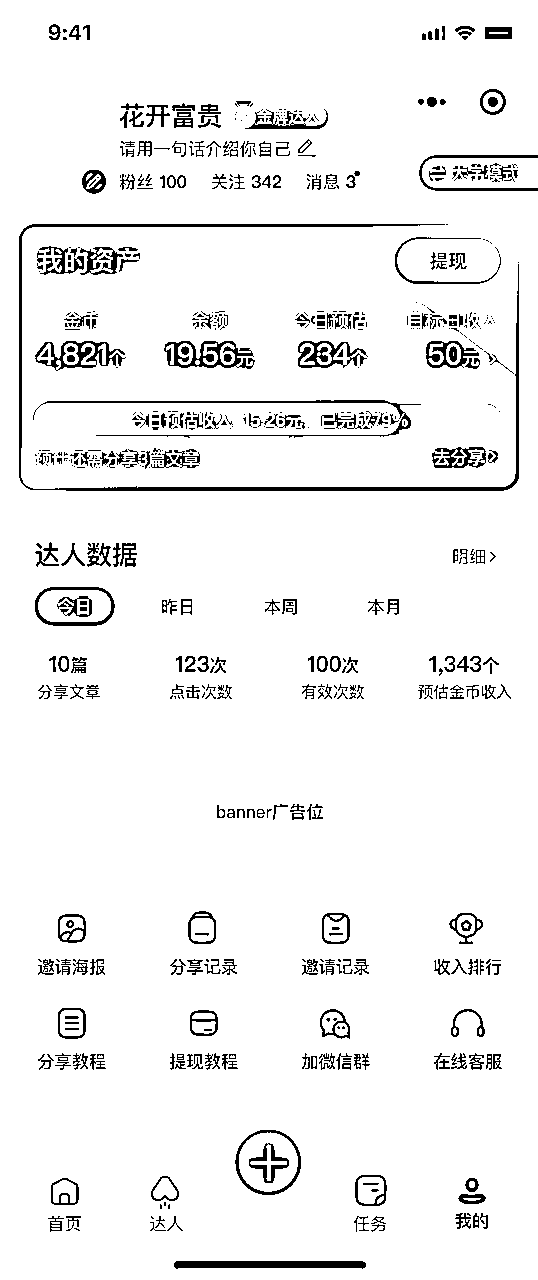 9:41
花开富贵 金牌达人
请用一句话介绍你自己
粉丝 100 关注 342 消息 3
大字模式
我的资产 提现
金币 余额 今日预估 目标日收入
4,821个 19.56元 234个 50元
今日预估收入 15.26元, 已完成79%
预估还需分享3篇文章 去分享
达人数据 明细
今日 昨日 本周 本月
10篇 123次 100次 1,343个
分享文章 点击次数 有效次数 预估金币收入
banner广告位
邀请海报 分享记录 邀请记录 收入排行
分享教程 提现教程 加微信群 在线客服
首页 达人 任务 我的